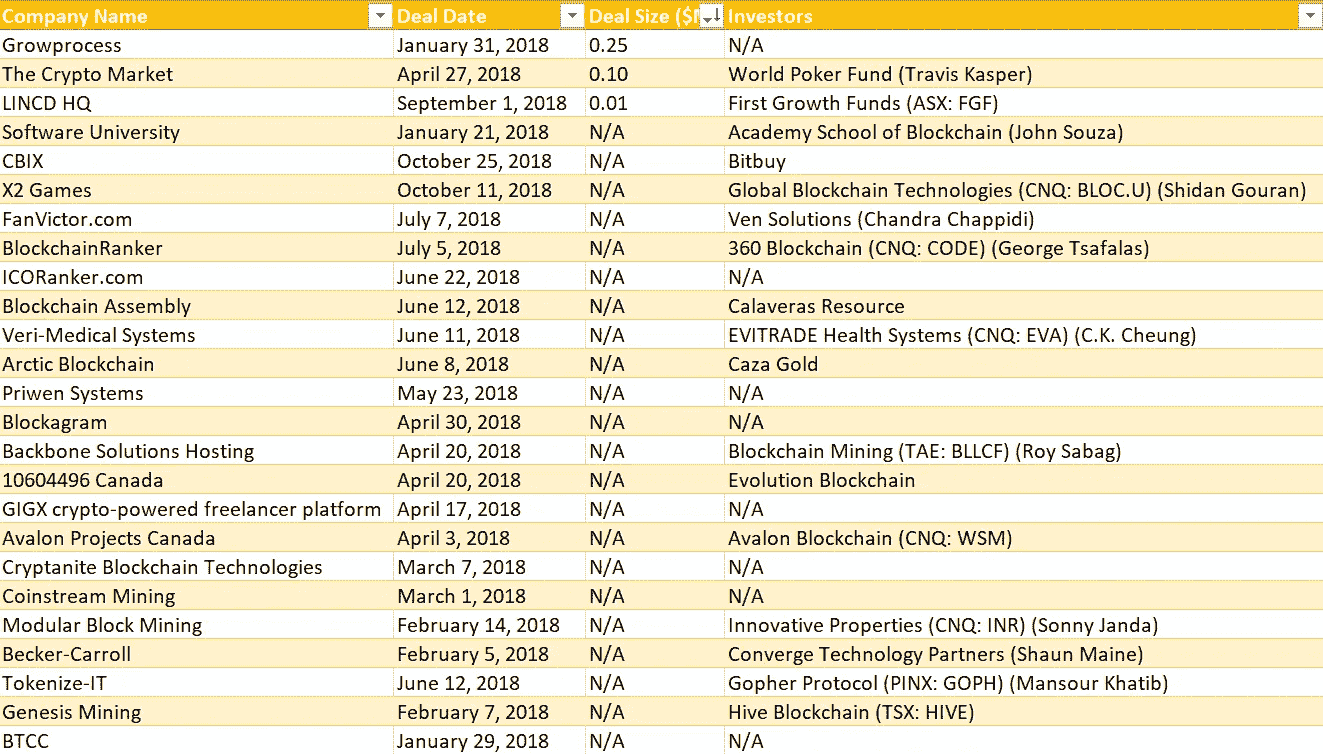 Company Name Deal Date Deal Size ($ Investors
Growprocess January 31, 2018 0.25 N/A
The Crypto Market April 27, 2018 0.10 World Poker Fund (Travis Kasper)
LINCD HQ September 1, 2018 0.01 First Growth Funds (ASX: FGF)
Software University January 21, 2018 N/A Academy School of Blockchain (John Souza)
CBIX October 25, 2018 N/A Bitbuy
X2 Games October 11, 2018 N/A Global Blockchain Technologies (CNQ: BLOC.U) (Shidan Gouran)
FanVictor.com July 7, 2018 N/A Ven Solutions (Chandra Chappidi)
BlockchainRanker July 5, 2018 N/A 360 Blockchain (CNQ: CODE) (George Tsafalas)
ICORanker.com June 22, 2018 N/A N/A
Blockchain Assembly June 12, 2018 N/A Calaveras Resource
Veri-Medical Systems June 11, 2018 N/A EVITRADE Health Systems (CNQ: EVA) (C.K. Cheung)
Arctic Blockchain June 8, 2018 N/A Caza Gold
Priwen Systems May 23, 2018 N/A N/A
Blockagram April 30, 2018 N/A N/A
Backbone Solutions Hosting April 20, 2018 N/A Blockchain Mining (TAE: BLLCF) (Roy Sabag)
10604496 Canada April 20, 2018 N/A Evolution Blockchain
GIGX crypto-powered freelancer platform April 17, 2018 N/A N/A
Avalon Projects Canada April 3, 2018 N/A Avalon Blockchain (CNQ: WSM)
Cryptanite Blockchain Technologies March 7, 2018 N/A N/A
Coinstream Mining March 1, 2018 N/A N/A
Modular Block Mining February 14, 2018 N/A Innovative Properties (CNQ: INR) (Sonny Janda)
Becker-Carroll February 5, 2018 N/A Converge Technology Partners (Shaun Maine)
Tokenize-IT June 12, 2018 N/A Gopher Protocol (PINX: GOPH) (Mansour Khatib)
Genesis Mining February 7, 2018 N/A Hive Blockchain (TSX: HIVE)
BTCC January 29, 2018 N/A N/A